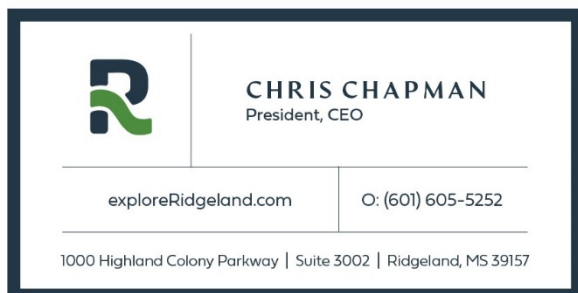 R
CHRIS CHAPMAN
President, CEO
exploreRidgeland.com
O: (601) 605-5252
1000 Highland Colony Parkway | Suite 3002 | Ridgeland, MS 39157